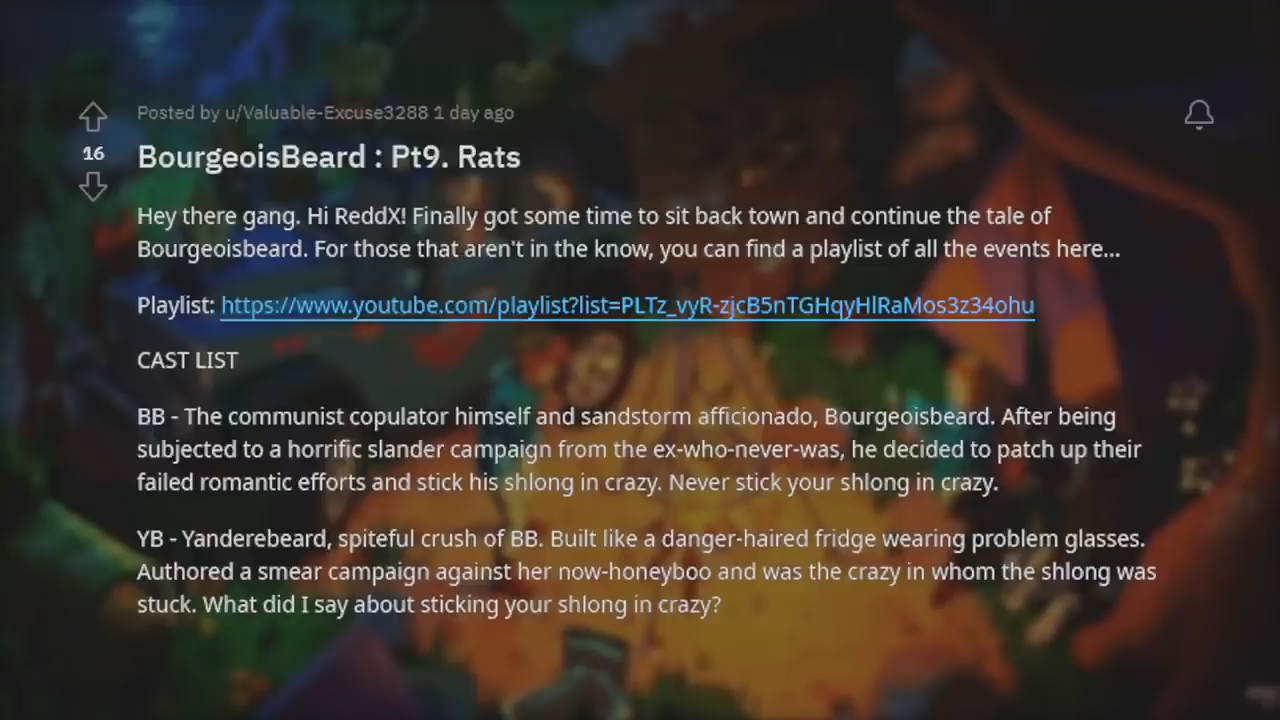 Posted by u/Valuable-Excuse3288 1 day ago
16
BourgeoisBeard : Pt9. Rats
Hey there gang. Hi ReddX! Finally got some time to sit back town and continue the tale of
Bourgeoisbeard. For those that aren't in the know, you can find a playlist of all the events here...
Playlist: https://www.youtube.com/playlist?list=PLTz_vyR-zjcB5nTGHqyHlRaMos3z34ohu
CAST LIST
BB - The communist copulator himself and sandstorm afficionado, Bourgeoisbeard. After being
subjected to a horrific slander campaign from the ex-who-never-was, he decided to patch up their
failed romantic efforts and stick his shlong in crazy. Never stick your shlong in crazy.
YB - Yanderebeard, spiteful crush of BB. Built like a danger-haired fridge wearing problem glasses.
Authored a smear campaign against her now-honeyboo and was the crazy in whom the shlong was
stuck. What did I say about sticking your shlong in crazy?